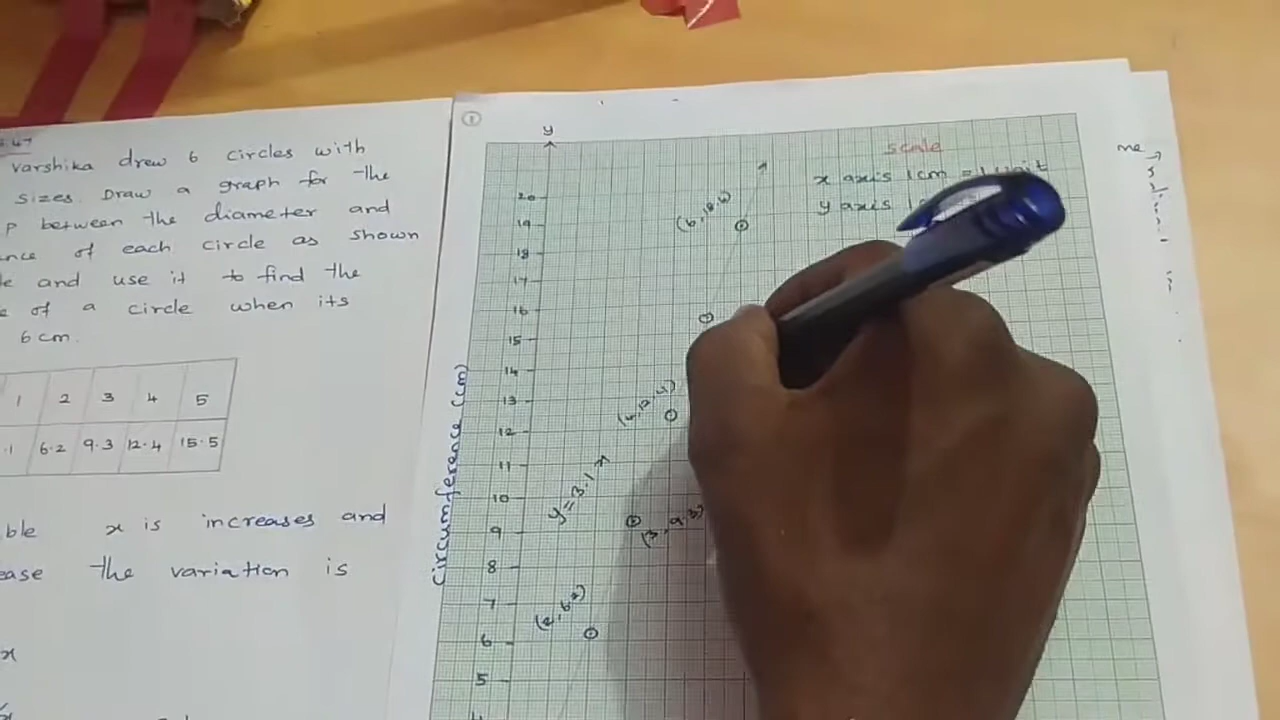 varshika drew 6 circles with
sizes. Draw a graph for the
p between the diameter and
nce of each circle as shown
le and use it to find the
e of a circle when its
6 cm.
1 2 3 4 5
.1 6.2 9.3 12.4 15.5
ble x is increases and
ease the variation is
x
1
y
scale
x axis 1cm = 1 unit
y axis
20
19
18
17
16
15
14
13
12
11
10
9
8
7
6
5
Circumference (cm)
(4, 12.4)
y = 3.1
(3, 9.3)
(2, 6.2)